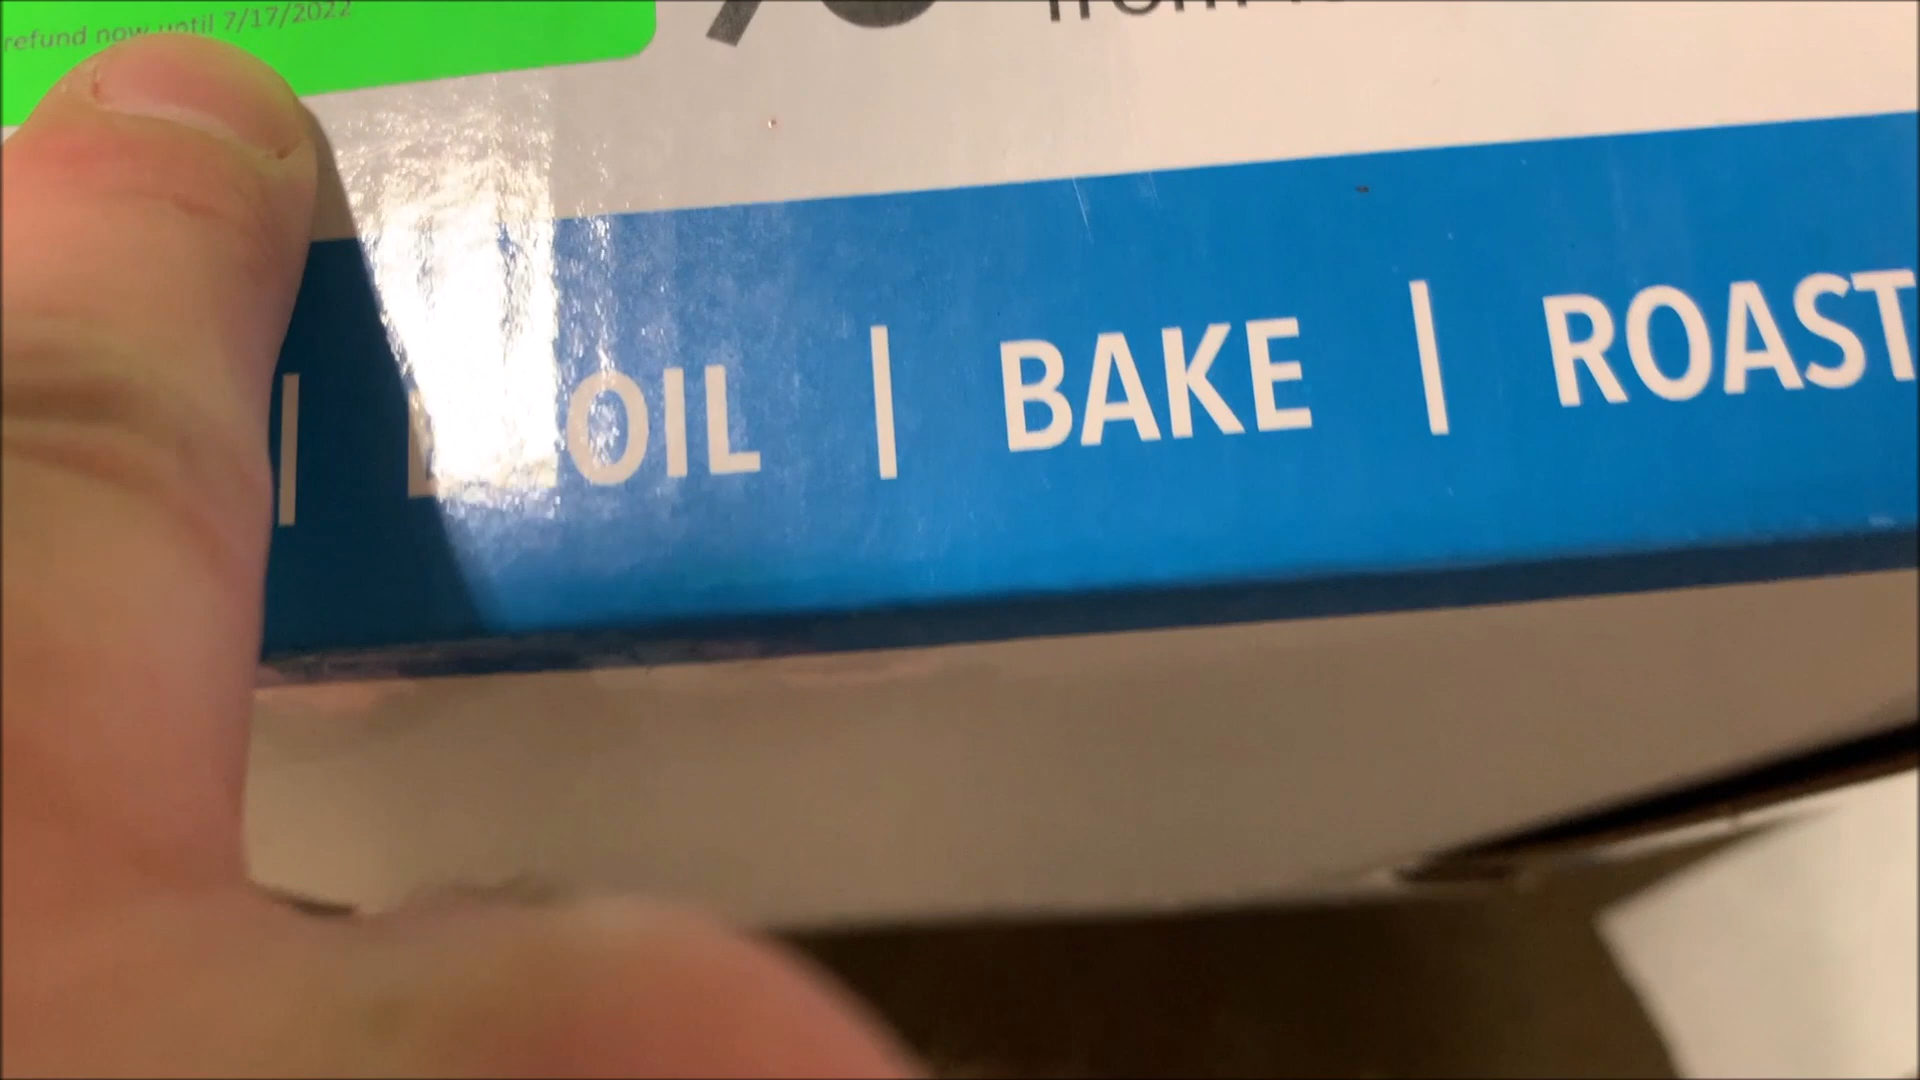 refund now until 7/17/2022
| OIL | BAKE | ROAST